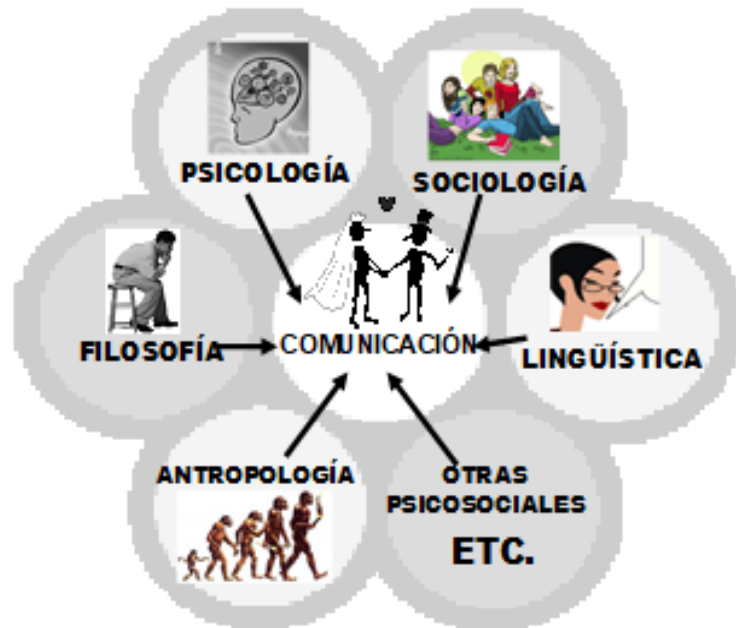 PSICOLOGÍA
SOCIOLOGÍA
FILOSOFÍA
COMUNICACIÓN
LINGÜÍSTICA
ANTROPOLOGÍA
OTRAS
PSICOSOCIALES
ETC.